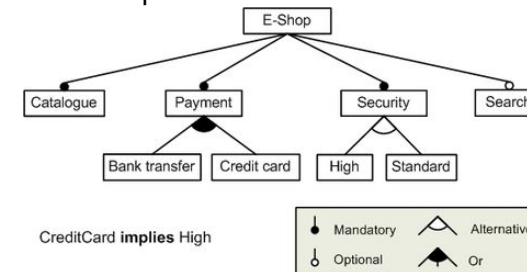 E-Shop
Catalogue
Payment
Security
Search
Bank transfer
Credit card
High
Standard
CreditCard implies High
Mandatory
Alternative
Optional
Or